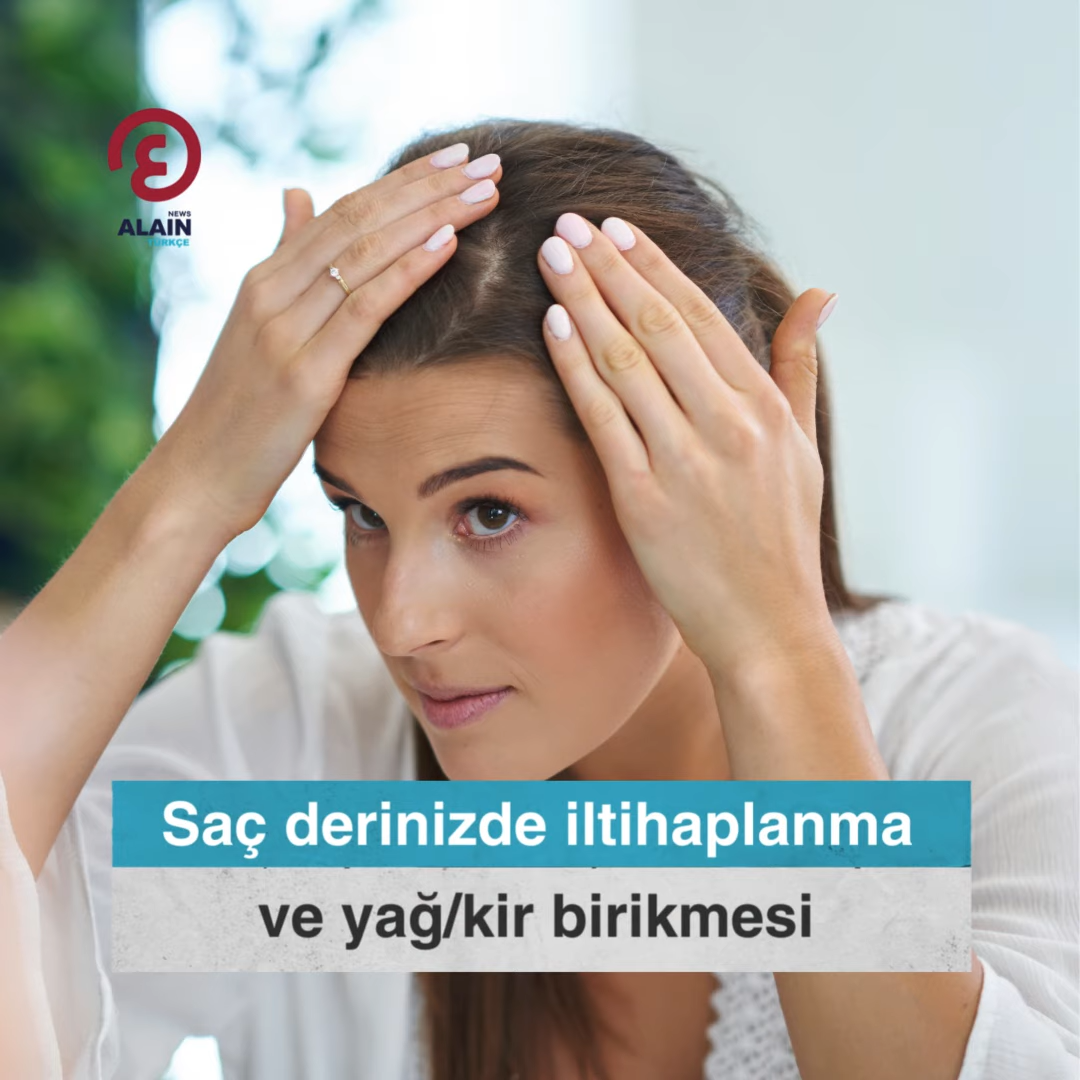 NEWS
ALAIN
TÜRKÇE
Saç derinizde iltihaplanma
ve yağ/kir birikmesi